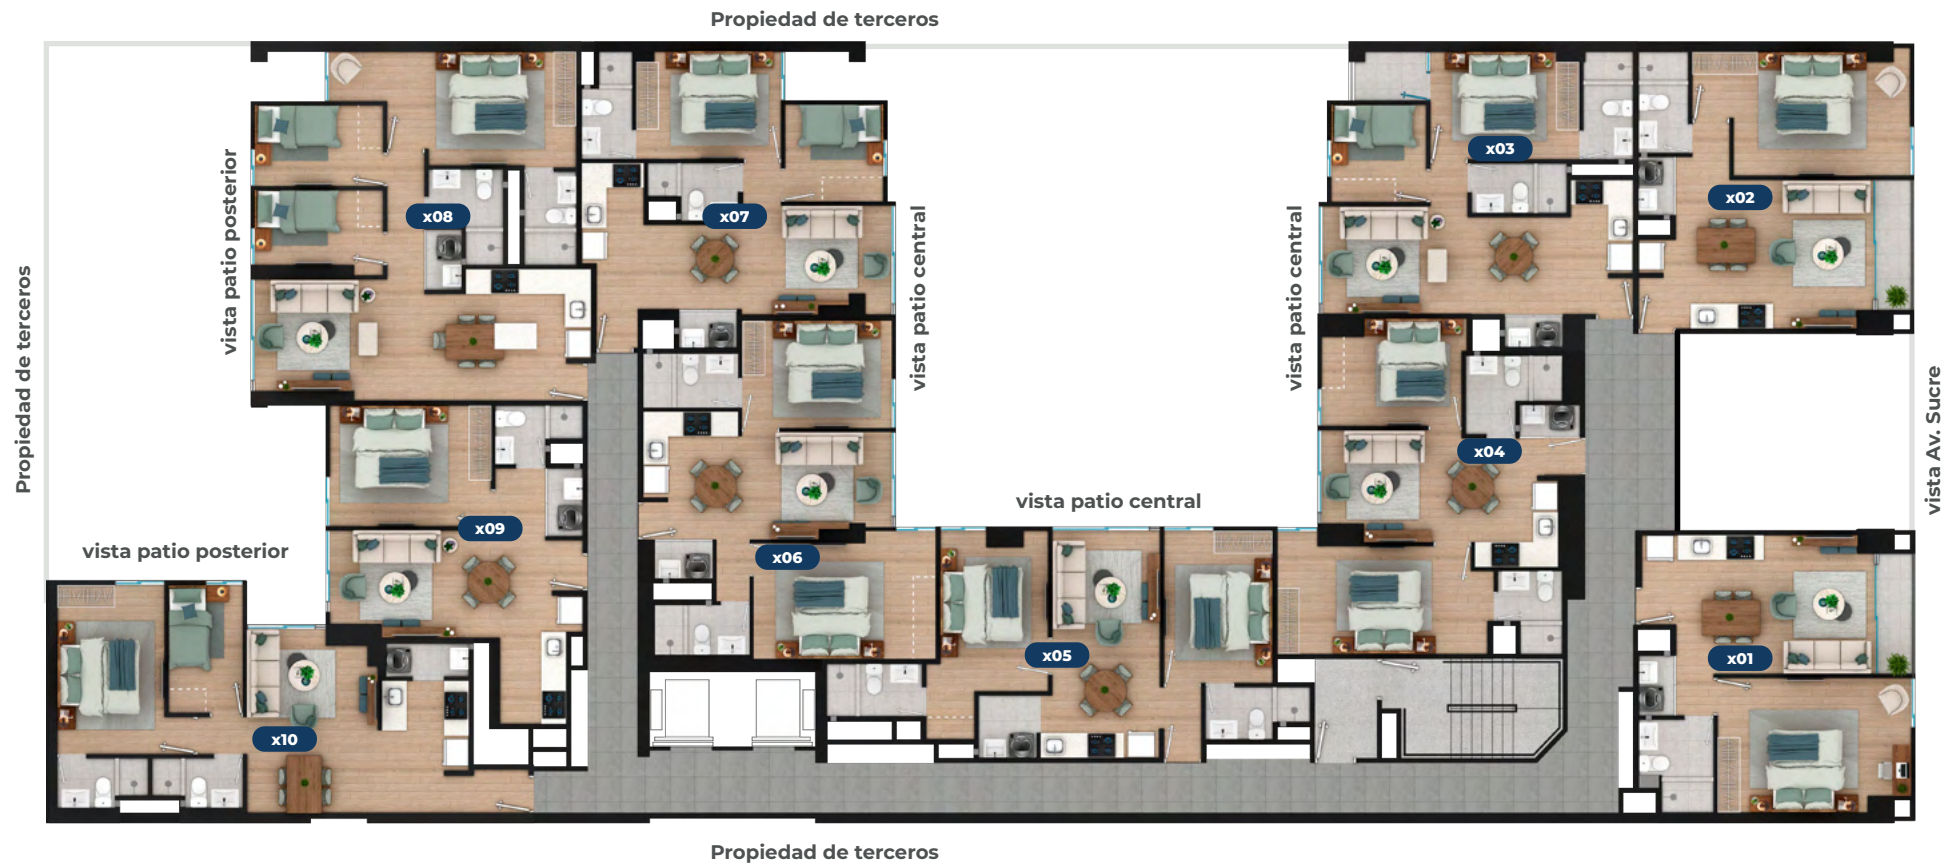 Propiedad de terceros
x03
x02
x08
x07
vista patio posterior
vista patio central
vista patio central
Propiedad de terceros
vista Av. Sucre
x04
vista patio central
x09
vista patio posterior
x06
x05
x01
x10
Propiedad de terceros